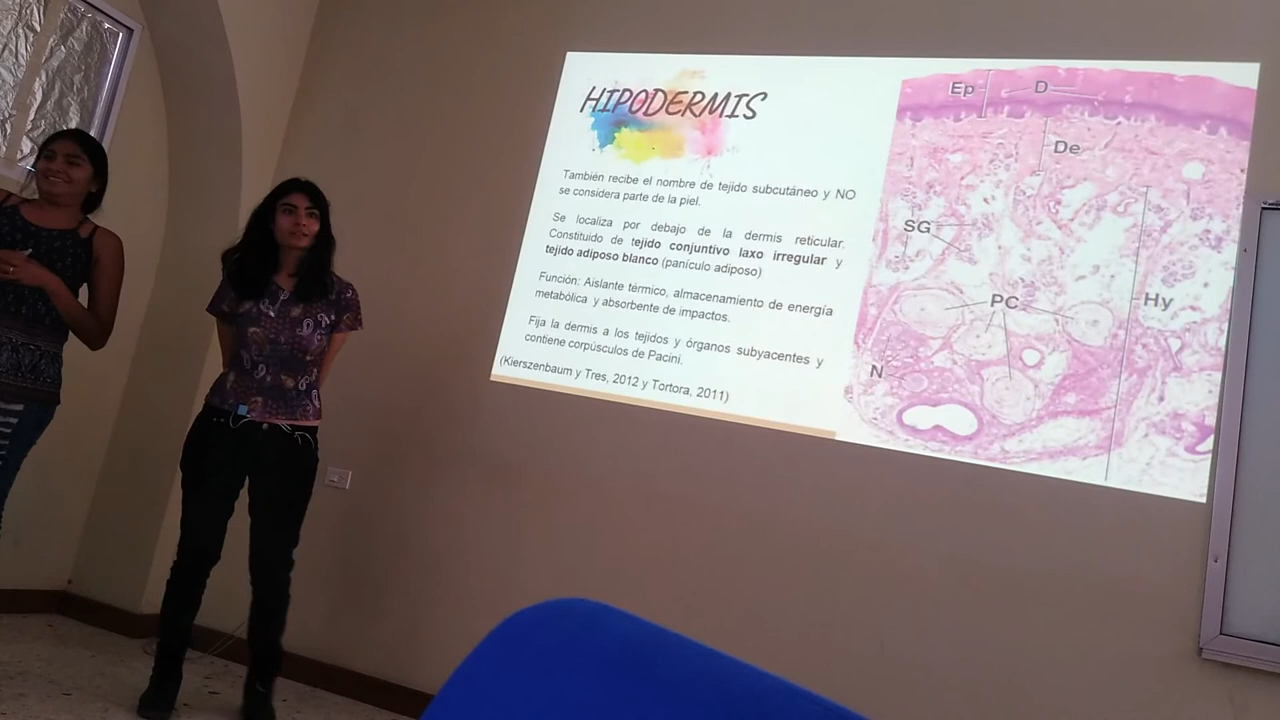 HIPODERMIS
También recibe el nombre de tejido subcutáneo y NO
se considera parte de la piel.
Se localiza por debajo de la dermis reticular.
Constituido de tejido conjuntivo laxo irregular y
tejido adiposo blanco (panículo adiposo)
Función: Aislante térmico, almacenamiento de energía
metabólica y absorbente de impactos.
Fija la dermis a los tejidos y órganos subyacentes y
contiene corpúsculos de Pacini.
(Kierszenbaum y Tres, 2012 y Tortora, 2011)
Ep
D
De
SG
PC
Hy
N